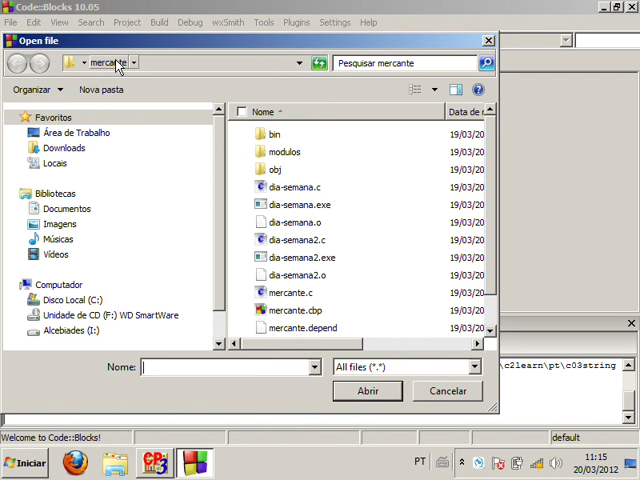 Code::Blocks 10.05
File View Search Project Build Debug wxSmith Tools Plugins Settings Help
Open file
mercante
Pesquisar mercante
Organizar Nova pasta
Favoritos
Área de Trabalho
Downloads
Locais
Bibliotecas
Documentos
Imagens
Músicas
Vídeos
Computador
Disco Local (C:)
Unidade de CD (F:) WD SmartWare
Alcebiades (I:)
Nome Data de
bin 19/03/20
modulos 19/03/20
obj 19/03/20
dia-semana.c 19/03/20
dia-semana.exe 19/03/20
dia-semana.o 19/03/20
dia-semana2.c 19/03/20
dia-semana2.exe 19/03/20
dia-semana2.o 19/03/20
mercante.c 19/03/20
mercante.cbp 19/03/20
mercante.depend 19/03/20
Nome: All files (*.*)
Abrir Cancelar
\c2learn\pt\c03string
Welcome to Code::Blocks! default
Iniciar PT 11:15
20/03/2012